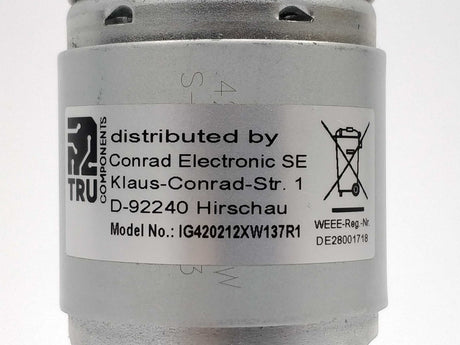 TRU
COMPONENTS
distributed by
Conrad Electronic SE
Klaus-Conrad-Str. 1
D-92240 Hirschau
Model No.: IG420212XW137R1
WEEE-Reg.-Nr.
DE28001718